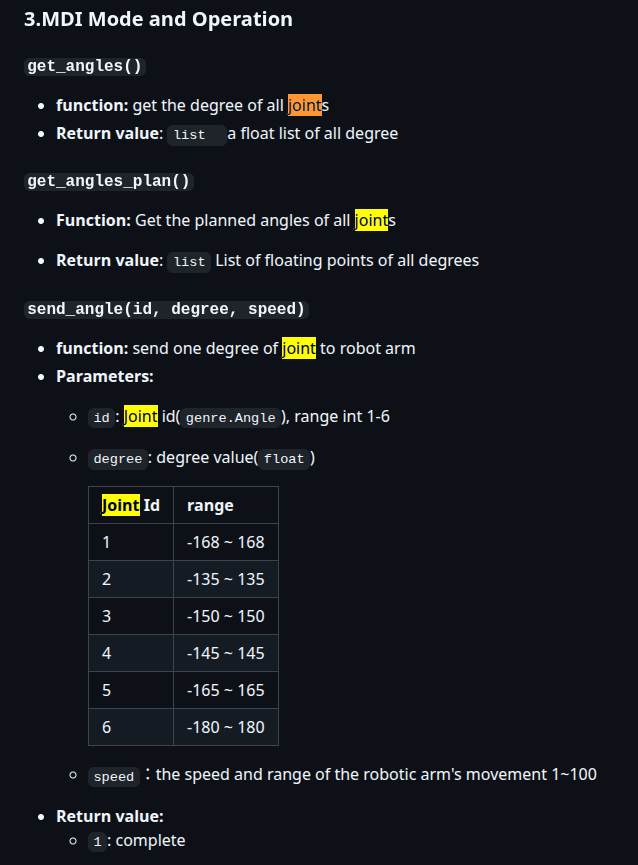 3.MDI Mode and Operation
get_angles()
function: get the degree of all joints
Return value: list a float list of all degree
get_angles_plan()
Function: Get the planned angles of all joints
Return value: list List of floating points of all degrees
send_angle(id, degree, speed)
function: send one degree of joint to robot arm
Parameters:
id: Joint id(genre.Angle), range int 1-6
degree: degree value(float)
Joint Id range
1 -168 ~ 168
2 -135 ~ 135
3 -150 ~ 150
4 -145 ~ 145
5 -165 ~ 165
6 -180 ~ 180
speed：the speed and range of the robotic arm's movement 1~100
Return value:
1: complete